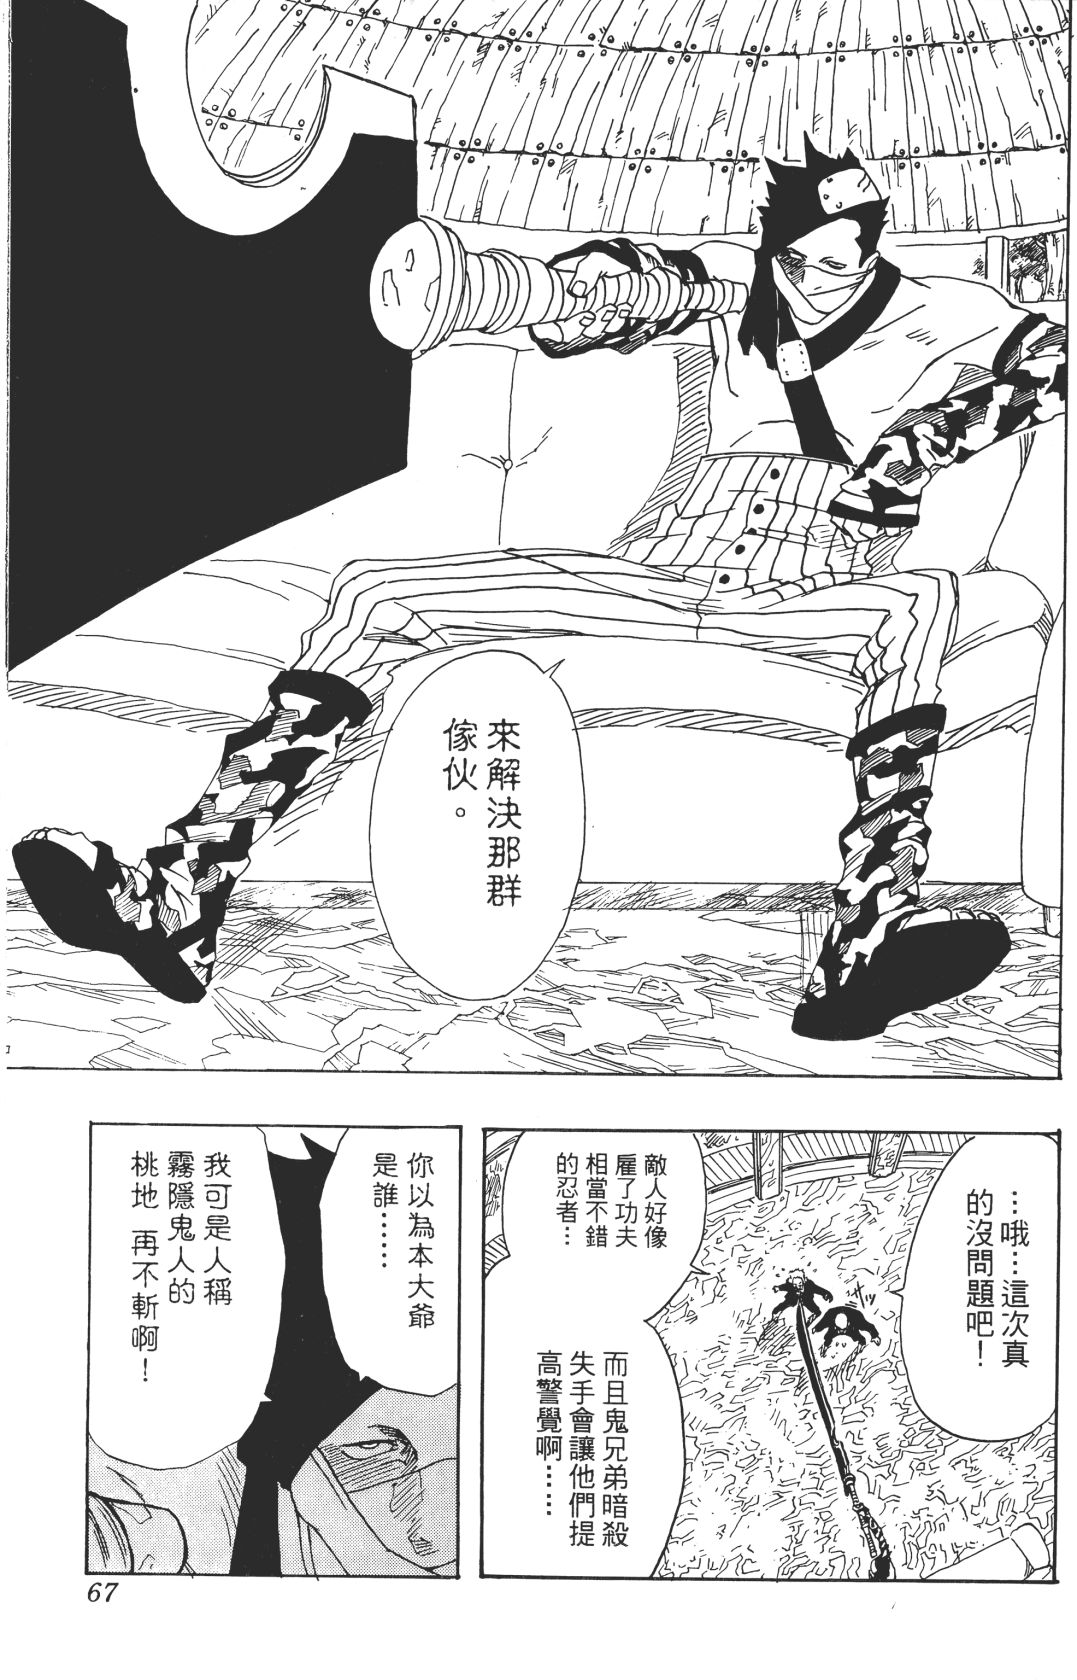 來解決那群
傢伙。
…哦…這次真
的沒問題吧！
敵人好像
雇了功夫
相當不錯
的忍者…
而且鬼兄弟暗殺
失手會讓他們提
高警覺啊……
ザッ
你以為本大爺
是誰……
我可是人稱
霧隱鬼人的
桃地 再不斬啊！
67